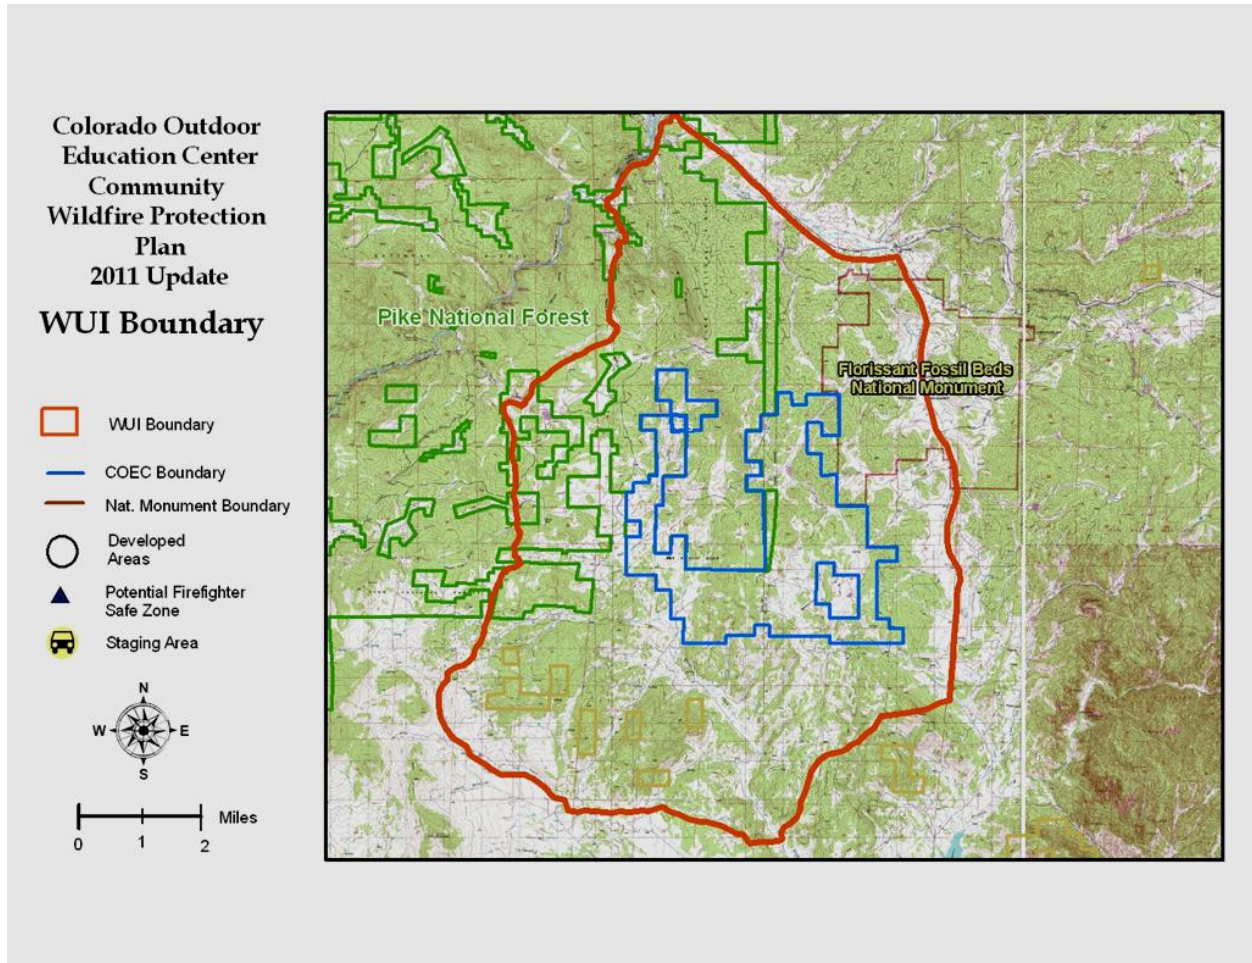 Colorado Outdoor
Education Center
Community
Wildfire Protection
Plan
2011 Update
WUI Boundary
WUI Boundary
COEC Boundary
Nat. Monument Boundary
Developed
Areas
Potential Firefighter
Safe Zone
Staging Area
N
W
E
S
Miles
0
1
2
Pike National Forest
Florissant Fossil Beds
National Monument